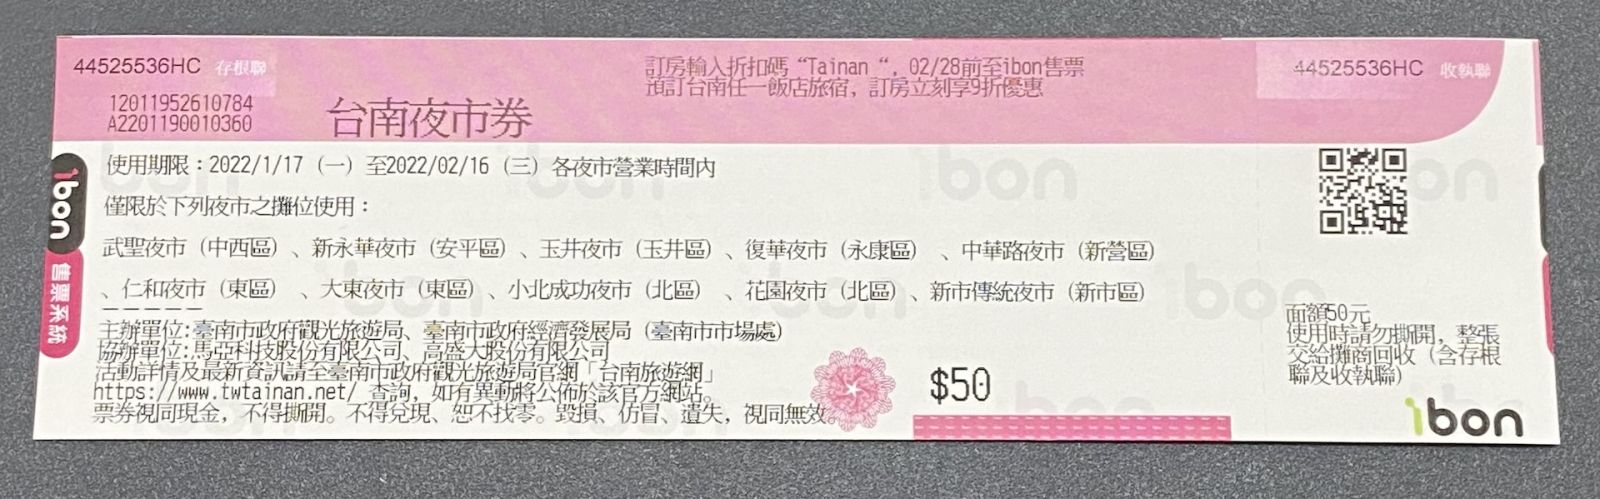 44525536HC 存根聯
訂房輸入折扣碼“Tainan “, 02/28前至ibon售票
預訂台南任一飯店旅宿, 訂房立刻享9折優惠
44525536HC 收執聯
12011952610784
A2201190010360
台南夜市券
使用期限：2022/1/17 (一) 至2022/02/16 (三) 各夜市營業時間內
僅限於下列夜市之攤位使用：
武聖夜市 (中西區) 、新永華夜市 (安平區) 、玉井夜市 (玉井區) 、復華夜市 (永康區) 、中華路夜市 (新營區)
、仁和夜市 (東區) 、大東夜市 (東區) 、小北成功夜市 (北區) 、花園夜市 (北區) 、新市傳統夜市 (新市區)
-----
主辦單位:臺南市政府觀光旅遊局、臺南市政府經濟發展局 (臺南市市場處)
協辦單位:馬亞科技股份有限公司、高盛大股份有限公司
活動詳情及最新資訊請至臺南市政府觀光旅遊局官網「台南旅遊網」
https://www.twtainan.net/ 查詢, 如有異動將公佈於該官方網站。
票券視同現金, 不得撕開。不得兌現、恕不找零。毀損、仿冒、遺失, 視同無效。
$50
面額50元
使用時請勿撕開, 整張
交給攤商回收 (含存根
聯及收執聯)
ibon
ibon
售票系統
ibon
ibon
ibon
ibon
ibon
ibon